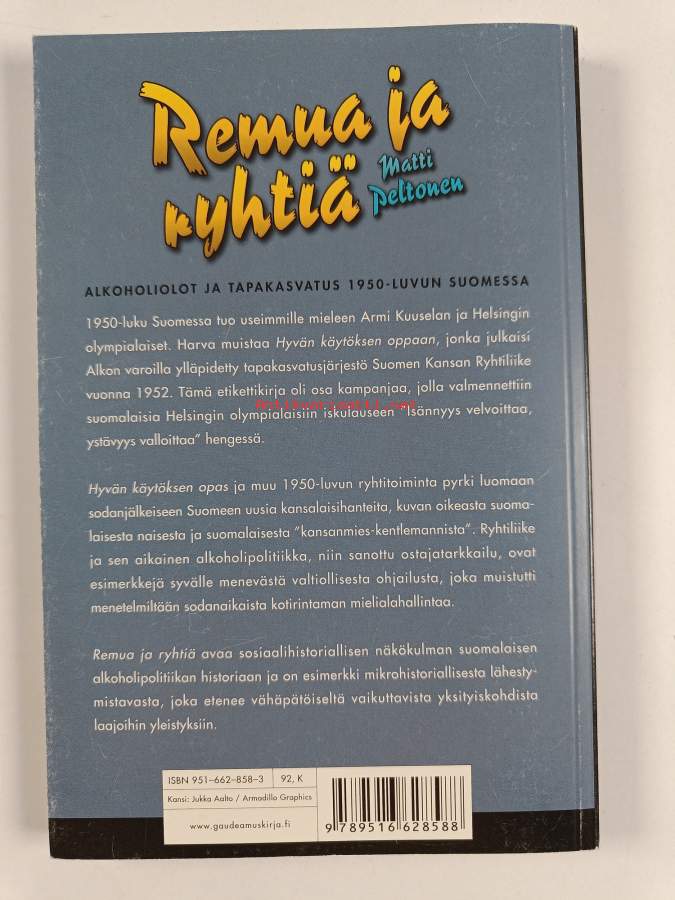 Remua ja
ryhtiä
Matti
Peltonen
ALKOHOLIOLOT JA TAPAKASVATUS 1950-LUVUN SUOMESSA
1950-luku Suomessa tuo useimmille mieleen Armi Kuuselan ja Helsingin
olympialaiset. Harva muistaa Hyvän käytöksen oppaan, jonka julkaisi
Alkon varoilla ylläpidetty tapakasvatusjärjestö Suomen Kansan Ryhtiliike
vuonna 1952. Tämä etikettikirja oli osa kampanjaa, jolla valmennettiin
suomalaisia Helsingin olympialaisiin iskulauseen "Isännyys velvoittaa,
ystävyys valloittaa" hengessä.
Hyvän käytöksen opas ja muu 1950-luvun ryhtitoiminta pyrki luomaan
sodanjälkeiseen Suomeen uusia kansalaisihanteita, kuvan oikeasta suoma-
laisesta naisesta ja suomalaisesta "kansanmies-kentlemannista". Ryhtiliike
ja sen aikainen alkoholipolitiikka, niin sanottu ostajatarkkailu, ovat
esimerkkejä syvälle menevästä valtiollisesta ohjailusta, joka muistutti
menetelmiltään sodanaikaista kotirintaman mielialahallintaa.
Remua ja ryhtiä avaa sosiaalihistoriallisen näkökulman suomalaisen
alkoholipolitiikan historiaan ja on esimerkki mikrohistoriallisesta lähesty-
mistavasta, joka etenee vähäpätöiseltä vaikuttavista yksityiskohdista
laajoihin yleistyksiin.
ISBN 951-662-858-3 92, K
Kansi: Jukka Aalto / Armadillo Graphics
www.gaudeamuskirja.fi
9 789516 628588